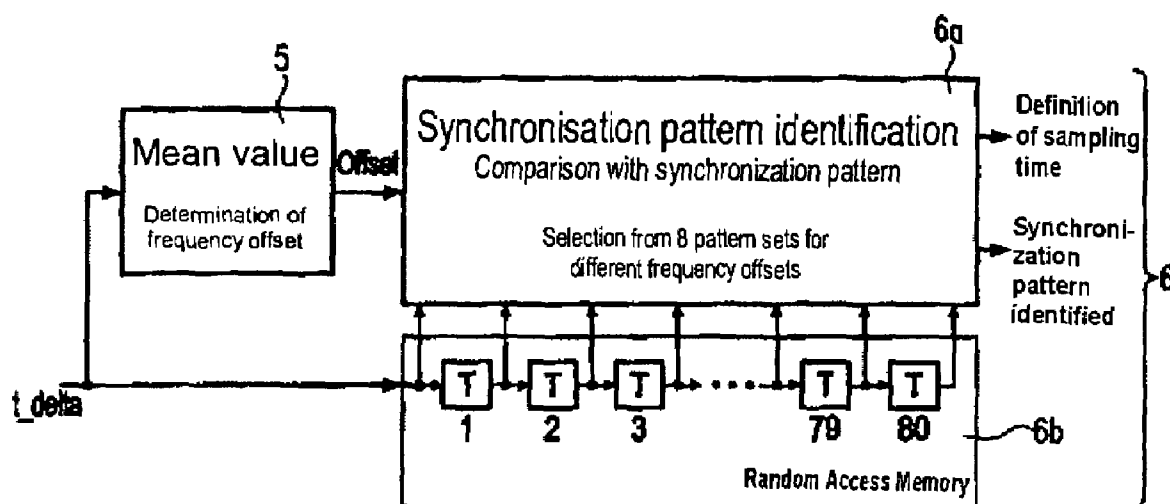 5
6a
Mean value
Determination of
frequency offset
Offset
Synchronisation pattern identification
Comparison with synchronization pattern
Selection from 8 pattern sets for
different frequency offsets
Definition
of sampling
time
Synchroni-
zation
pattern
identified
6
t_delta
T T T T T
1 2 3 79 80
6b
Random Access Memory